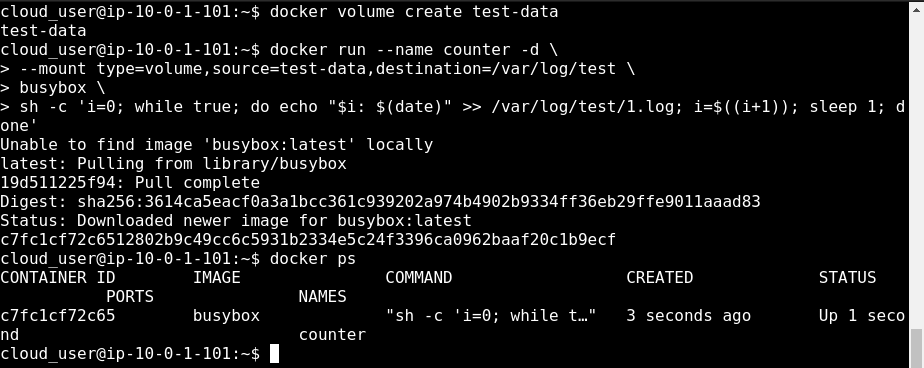 cloud_user@ip-10-0-1-101:~$ docker volume create test-data
test-data
cloud_user@ip-10-0-1-101:~$ docker run --name counter -d \
> --mount type=volume,source=test-data,destination=/var/log/test \
> busybox \
> sh -c 'i=0; while true; do echo "$i: $(date)" >> /var/log/test/1.log; i=$((i+1)); sleep 1; d
one'
Unable to find image 'busybox:latest' locally
latest: Pulling from library/busybox
19d511225f94: Pull complete
Digest: sha256:3614ca5eacf0a3a1bcc361c939202a974b4902b9334ff36eb29ffe9011aaad83
Status: Downloaded newer image for busybox:latest
c7fc1cf72c6512802b9c49cc6c5931b2334e5c24f3396ca0962baaf20c1b9ecf
cloud_user@ip-10-0-1-101:~$ docker ps
CONTAINER ID        IMAGE               COMMAND                  CREATED             STATUS
           PORTS               NAMES
c7fc1cf72c65        busybox             "sh -c 'i=0; while t…"   3 seconds ago       Up 1 seco
nd                             counter
cloud_user@ip-10-0-1-101:~$